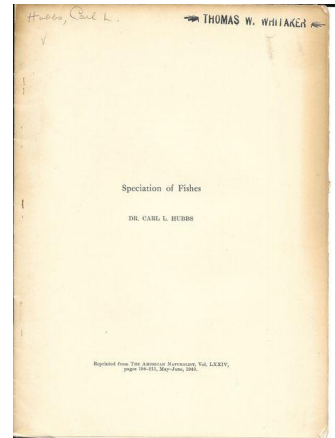 Hubbs, Carl L.
THOMAS W. WHITAKER
Speciation of Fishes
DR. CARL L. HUBBS
Reprinted from THE AMERICAN NATURALIST, Vol. LXXIV,
pages 198-211, May-June, 1940.